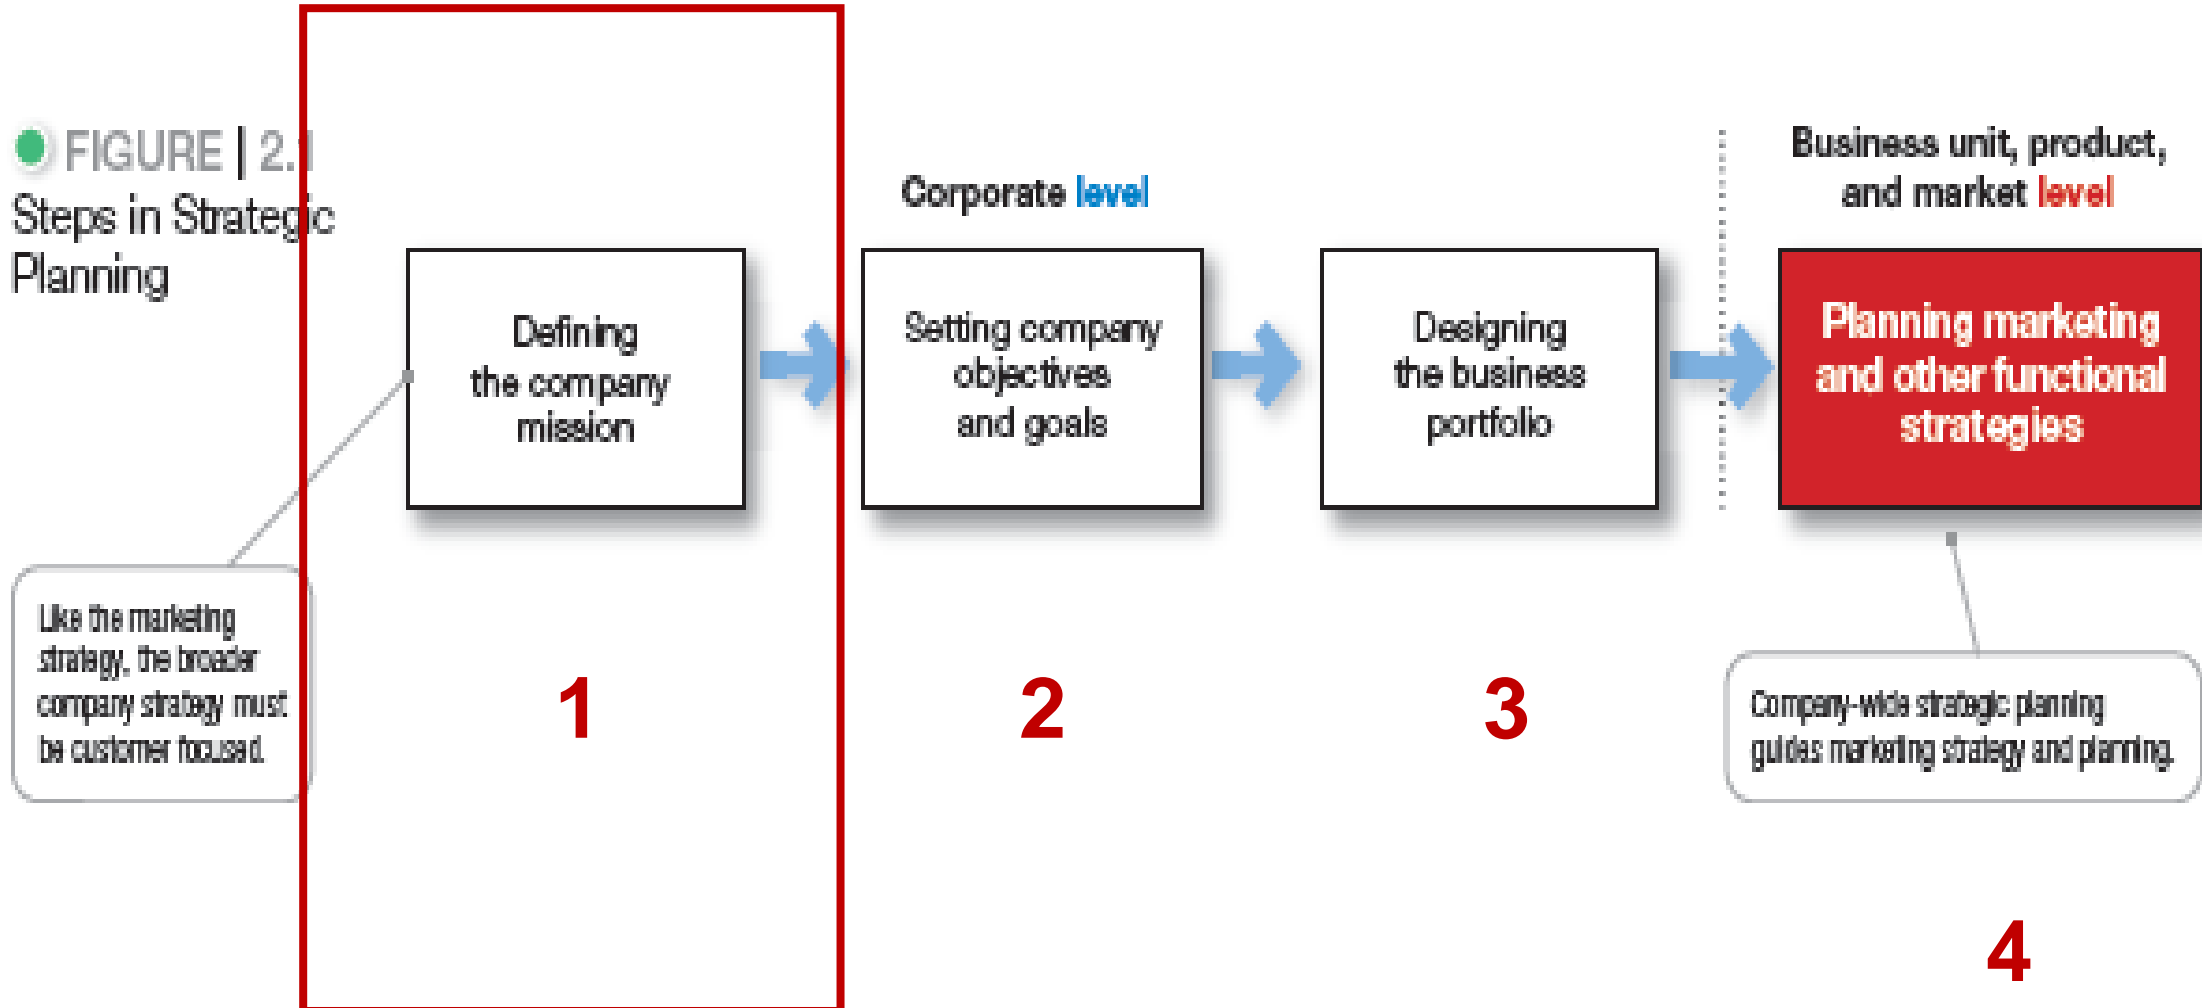 FIGURE | 2.1
Steps in Strategic
Planning
Corporate level
Business unit, product,
and market level
Defining
the company
mission
Setting company
objectives
and goals
Designing
the business
portfolio
Planning marketing
and other functional
strategies
Like the marketing
strategy, the broader
company strategy must
be customer focused.
Company-wide strategic planning
guides marketing strategy and planning.
1
2
3
4